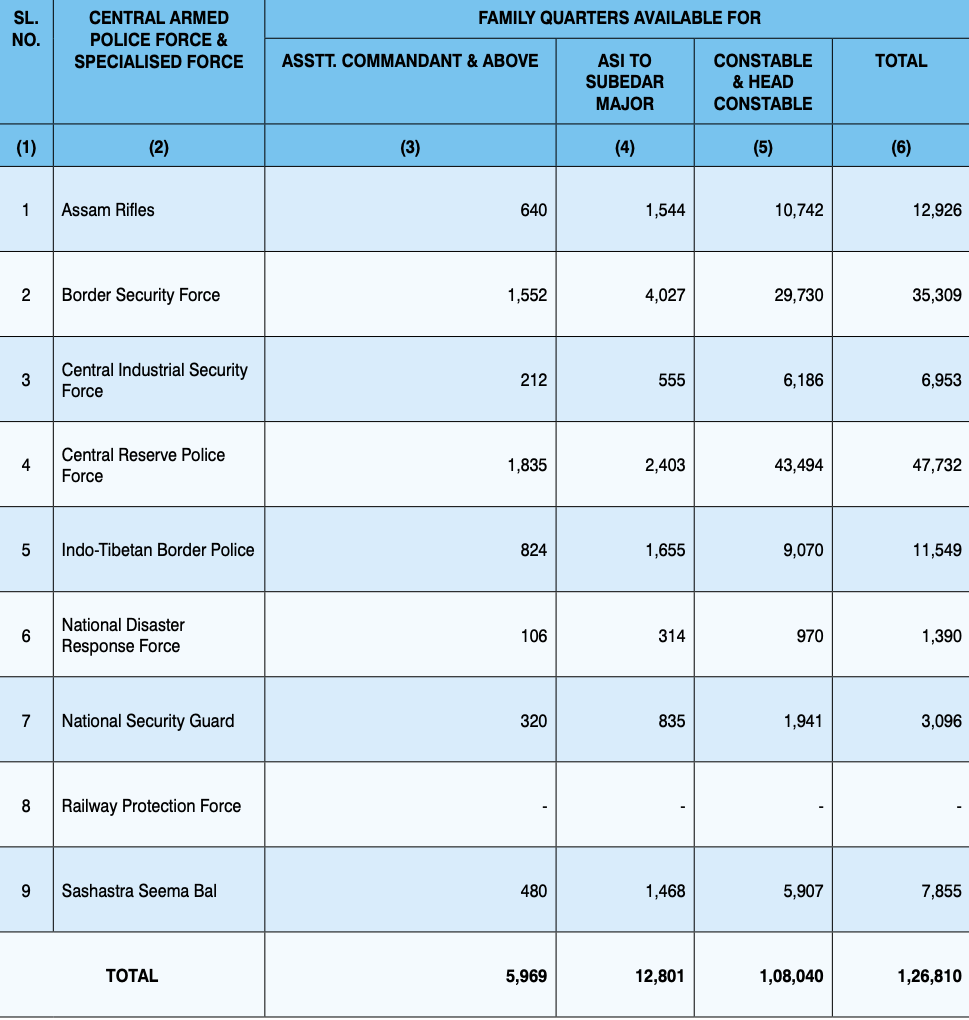 SL. NO.
CENTRAL ARMED
POLICE FORCE &
SPECIALISED FORCE
FAMILY QUARTERS AVAILABLE FOR
ASSTT. COMMANDANT & ABOVE
ASI TO
SUBEDAR
MAJOR
CONSTABLE
& HEAD
CONSTABLE
TOTAL
(1) (2) (3) (4) (5) (6)
1 Assam Rifles 640 1,544 10,742 12,926
2 Border Security Force 1,552 4,027 29,730 35,309
3 Central Industrial Security
Force 212 555 6,186 6,953
4 Central Reserve Police
Force 1,835 2,403 43,494 47,732
5 Indo-Tibetan Border Police 824 1,655 9,070 11,549
6 National Disaster
Response Force 106 314 970 1,390
7 National Security Guard 320 835 1,941 3,096
8 Railway Protection Force - - - -
9 Sashastra Seema Bal 480 1,468 5,907 7,855
TOTAL 5,969 12,801 1,08,040 1,26,810